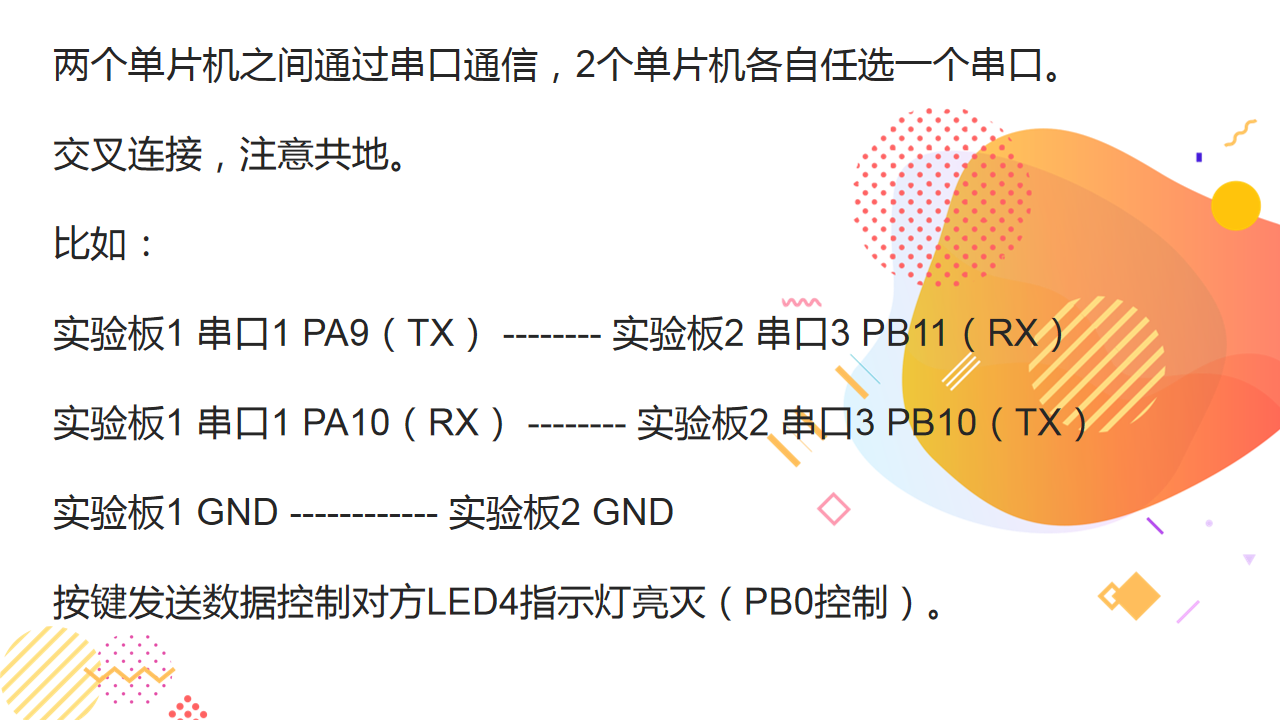 两个单片机之间通过串口通信，2个单片机各自任选一个串口。
交叉连接，注意共地。
比如：
实验板1 串口1 PA9（TX） -------- 实验板2 串口3 PB11（RX）
实验板1 串口1 PA10（RX） -------- 实验板2 串口3 PB10（TX）
实验板1 GND ------------ 实验板2 GND
按键发送数据控制对方LED4指示灯亮灭（PB0控制）。